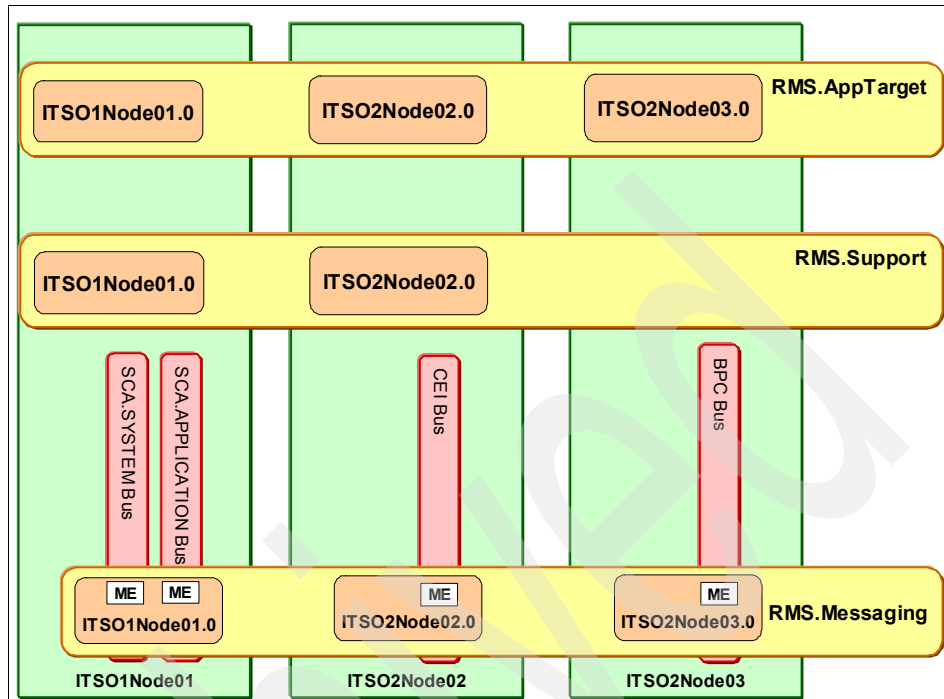 RMS.AppTarget
ITSO1Node01.0
ITSO2Node02.0
ITSO2Node03.0
RMS.Support
ITSO1Node01.0
ITSO2Node02.0
SCA.SYSTEM Bus
SCA.APPLICATION Bus
CEI Bus
BPC Bus
ME
ME
ME
ME
ITSO1Node01.0
ITSO2Node02.0
ITSO2Node03.0
RMS.Messaging
ITSO1Node01
ITSO2Node02
ITSO2Node03